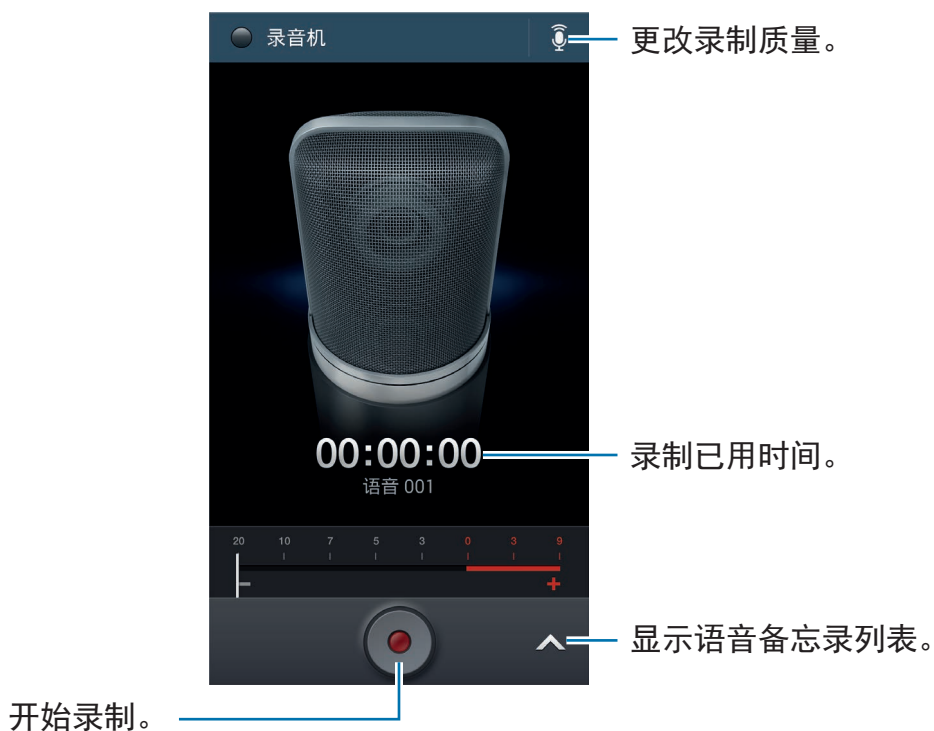 录音机
更改录制质量。
00:00:00
录制已用时间。
语音 001
20 10 7 5 3 0 3 9
− +
显示语音备忘录列表。
开始录制。